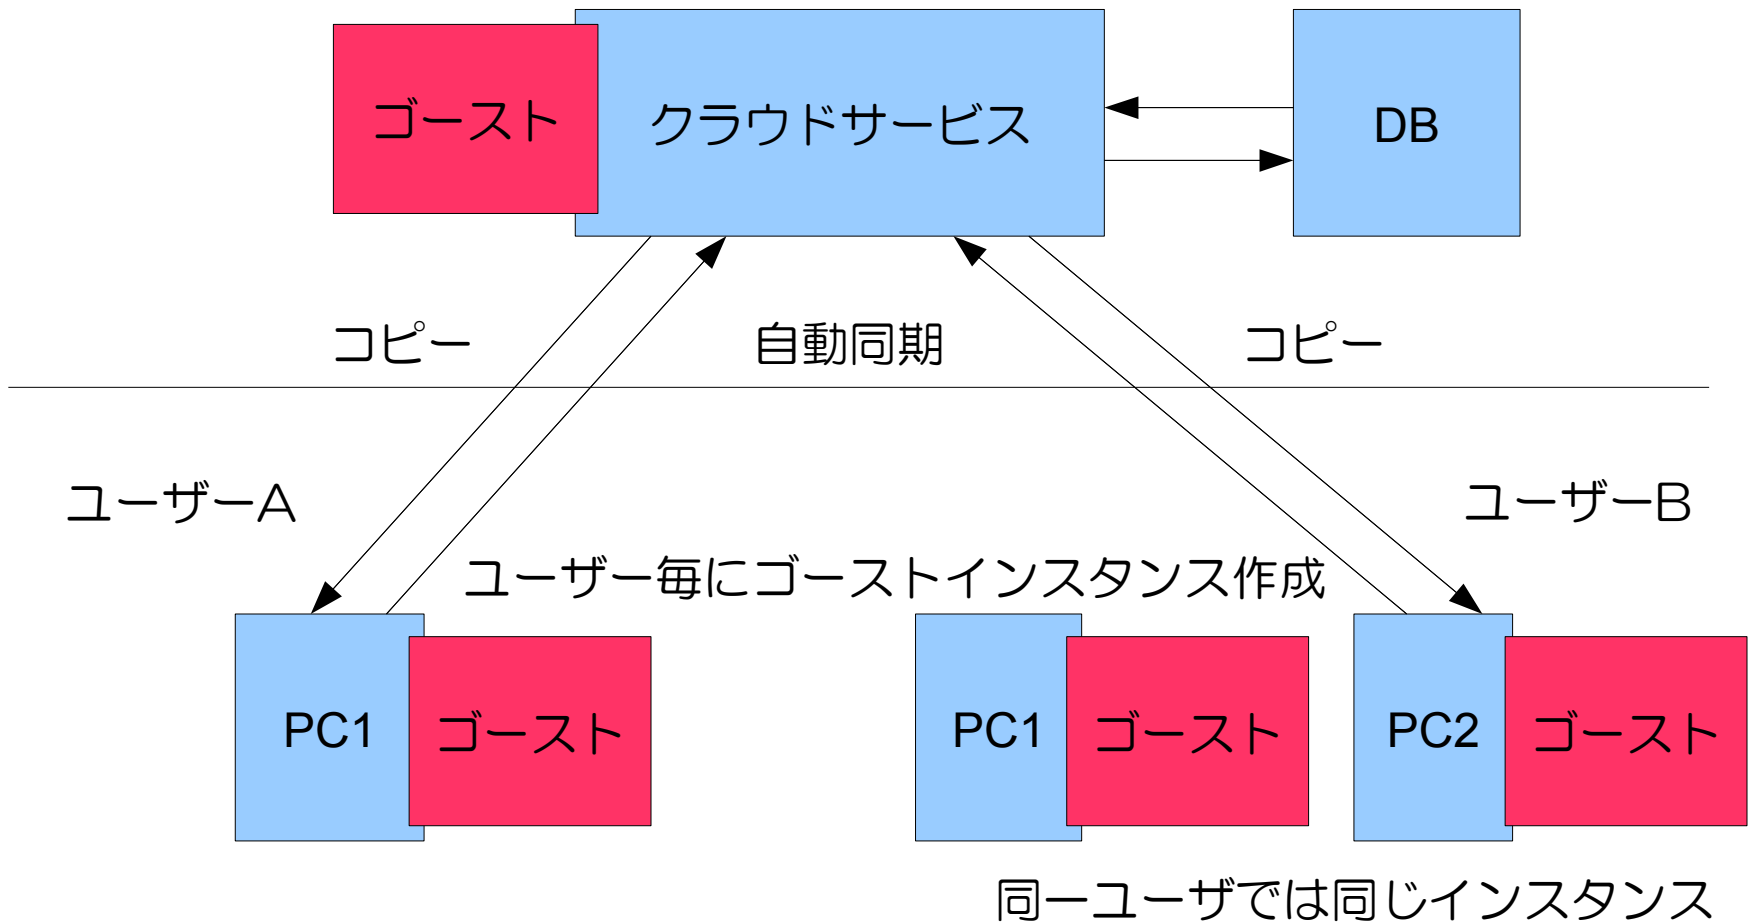 ゴースト
クラウドサービス
DB
コピー
自動同期
コピー
ユーザーA
ユーザーB
ユーザー毎にゴーストインスタンス作成
PC1
ゴースト
PC1
ゴースト
PC2
ゴースト
同一ユーザでは同じインスタンス